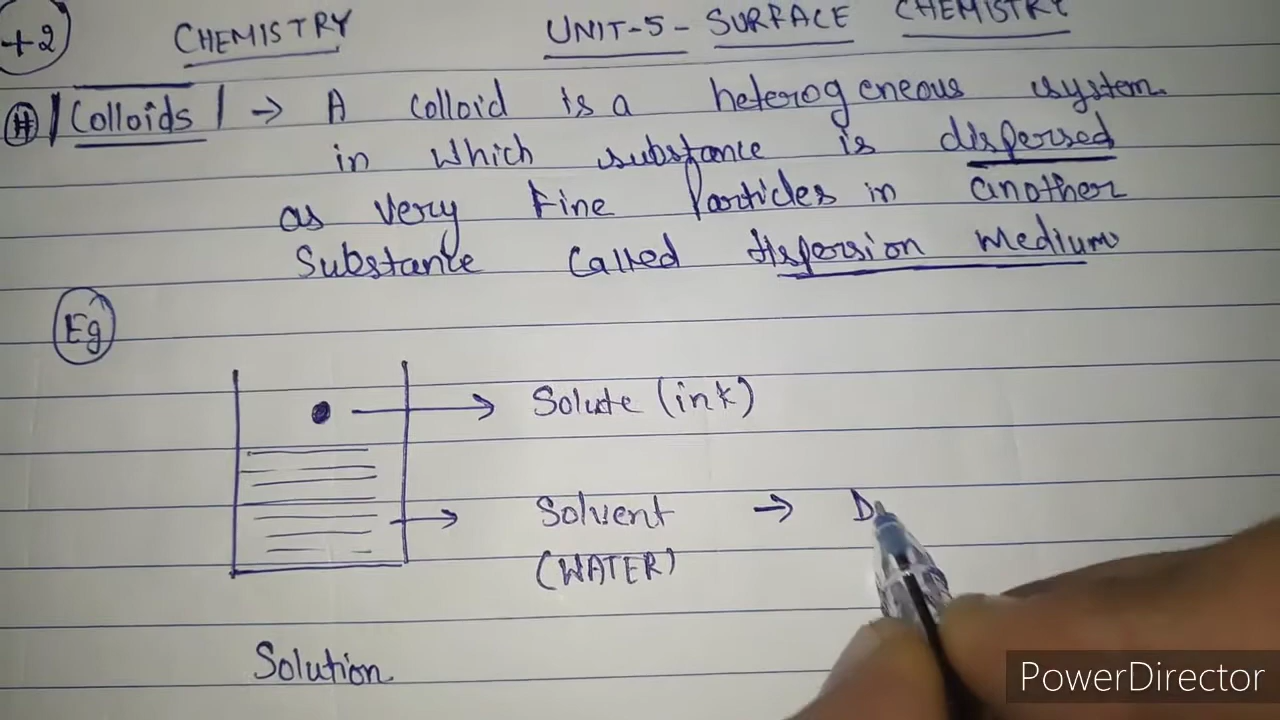 +2 CHEMISTRY UNIT-5- SURFACE CHEMISTRY
# Colloids → A colloid is a heterogeneous system
in which substance is dispersed
as very Fine Particles in another
Substance called dispersion medium
Eg
→ Solute (ink)
→ Solvent → D
(WATER)
Solution
PowerDirector